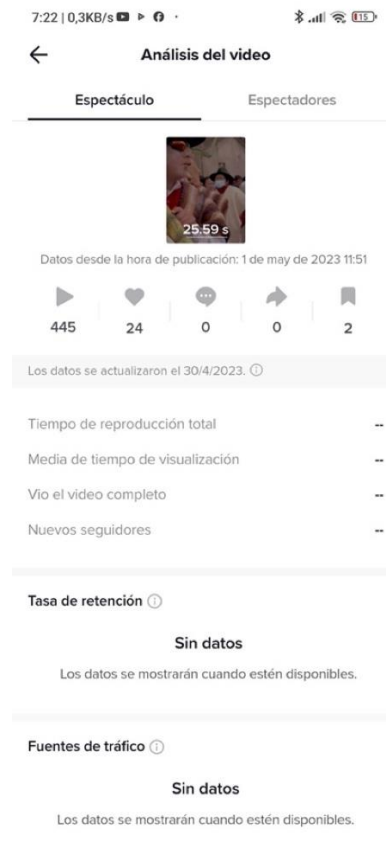 7:22 | 0,3KB/s
15
Análisis del video
Espectáculo Espectadores
25.59 s
Datos desde la hora de publicación: 1 de may de 2023 11:51
445 24 0 0 2
Los datos se actualizaron el 30/4/2023.
Tiempo de reproducción total --
Media de tiempo de visualización --
Vio el video completo --
Nuevos seguidores --
Tasa de retención
Sin datos
Los datos se mostrarán cuando estén disponibles.
Fuentes de tráfico
Sin datos
Los datos se mostrarán cuando estén disponibles.